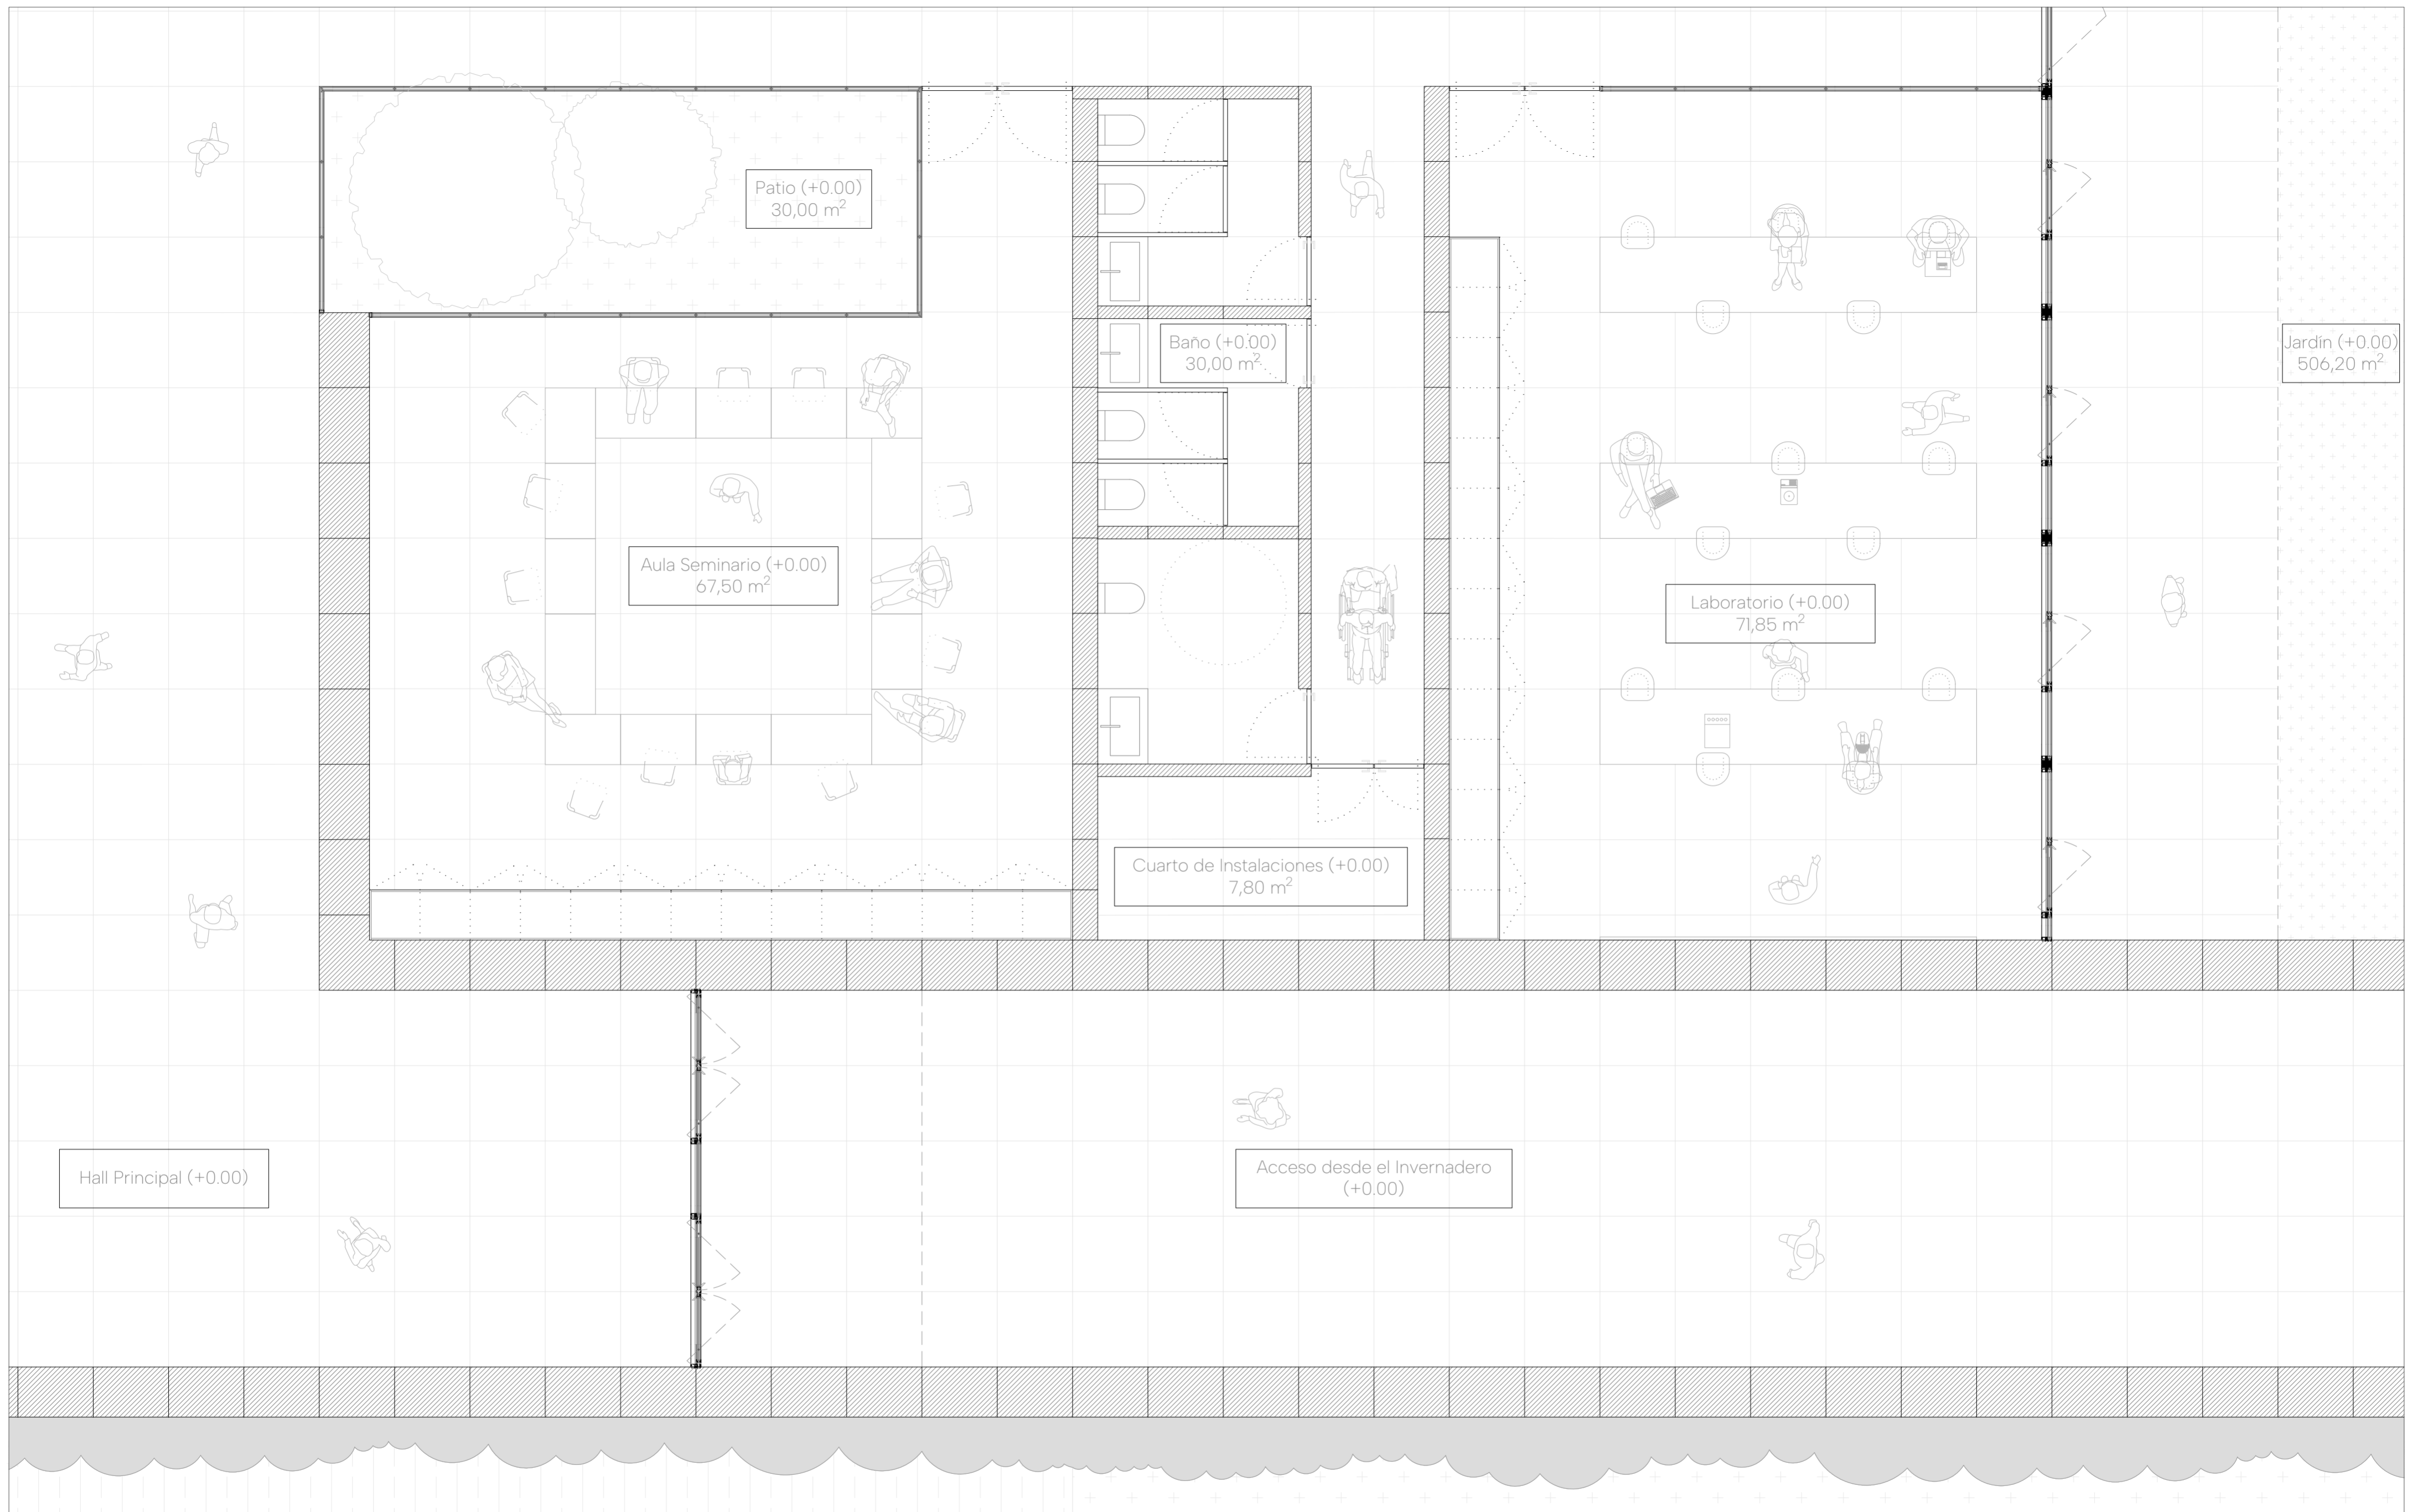 Patio (+0.00)
30,00 m²
Baño (+0.00)
30,00 m²
Jardín (+0.00)
506,20 m²
Aula Seminario (+0.00)
67,50 m²
Laboratorio (+0.00)
71,85 m²
Cuarto de Instalaciones (+0.00)
7,80 m²
Hall Principal (+0.00)
Acceso desde el Invernadero
(+0.00)